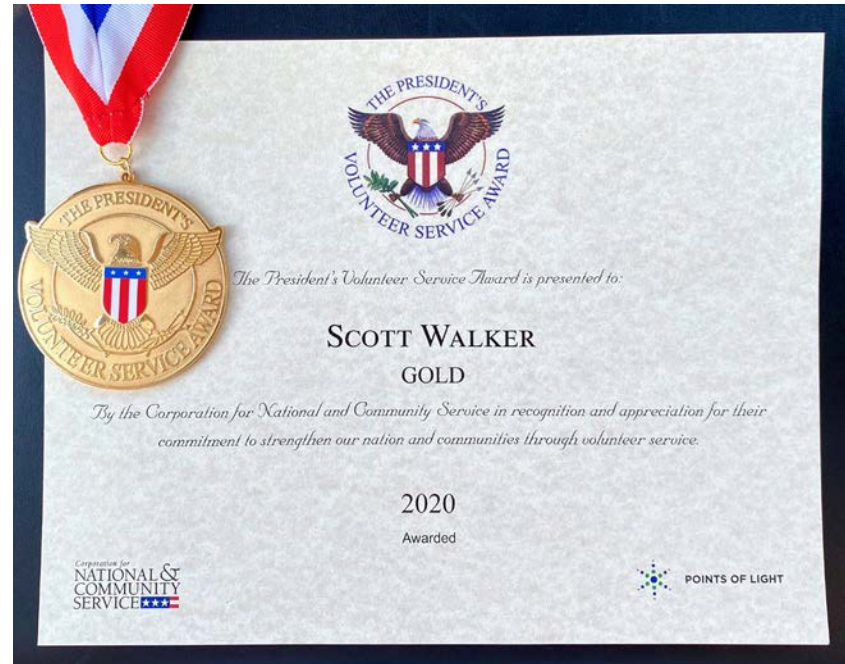 THE PRESIDENT'S
VOLUNTEER SERVICE AWARD
THE PRESIDENT'S
VOLUNTEER SERVICE AWARD
The President's Volunteer Service Award is presented to:
SCOTT WALKER
GOLD
By the Corporation for National and Community Service in recognition and appreciation for their
commitment to strengthen our nation and communities through volunteer service.
2020
Awarded
Corporation for
NATIONAL &
COMMUNITY
SERVICE
POINTS OF LIGHT